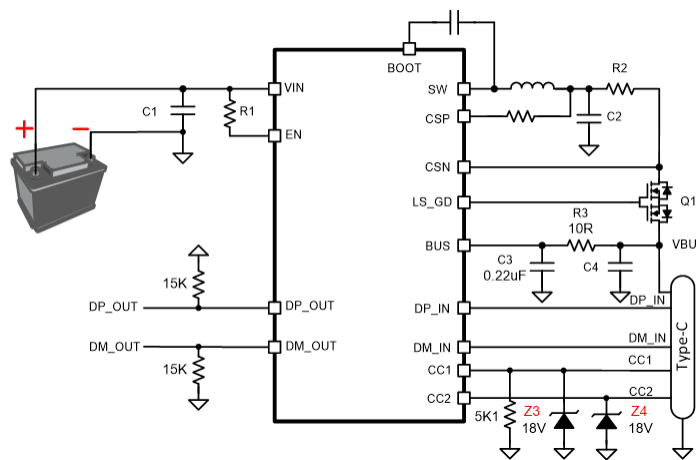 BOOT
VIN
SW
R2
C1
R1
CSP
C2
EN
+
−
CSN
LS_GD
Q1
R3
10R
BUS
VBU
C3
0.22uF
C4
15K
DP_OUT
DP_OUT
DP_IN
DP_IN
DM_OUT
DM_OUT
DM_IN
DM_IN
Type-C
15K
CC1
CC1
CC2
CC2
5K1
Z3
18V
Z4
18V